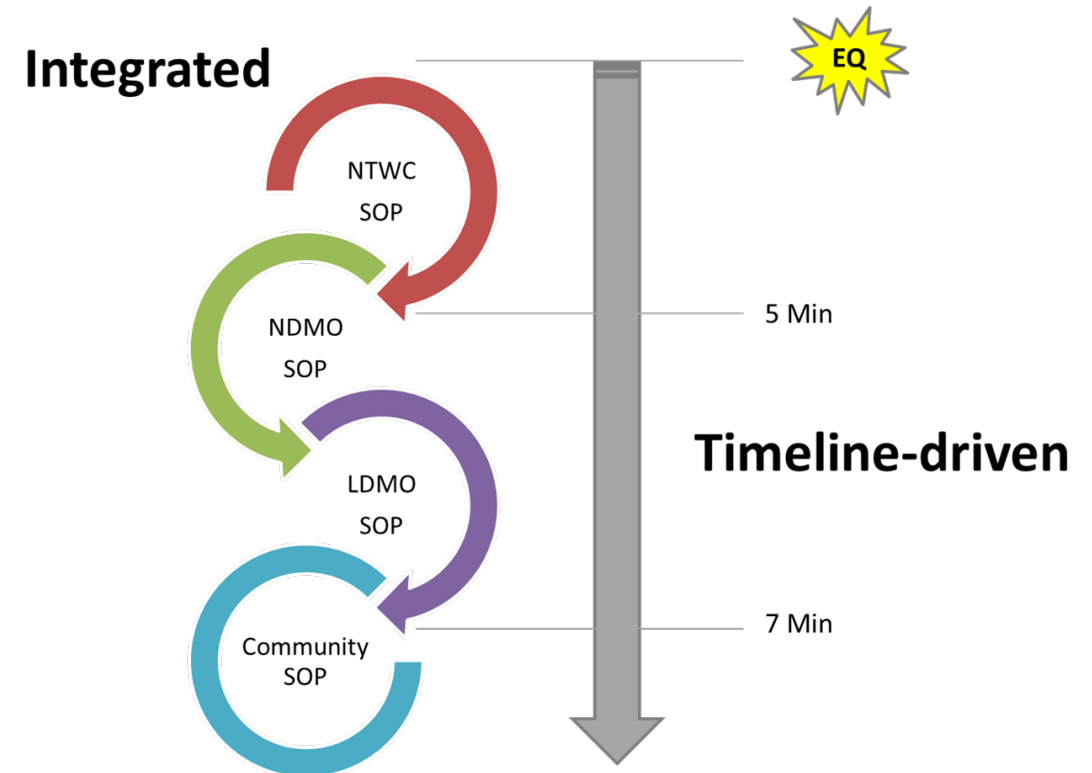 Integrated
EQ
NTWC
SOP
5 Min
NDMO
SOP
Timeline-driven
LDMO
SOP
7 Min
Community
SOP